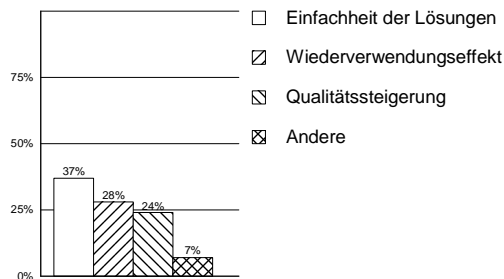 Einfachheit der Lösungen
Wiederverwendungseffekt
Qualitätssteigerung
Andere
75%
50%
25%
0%
37%
28%
24%
7%